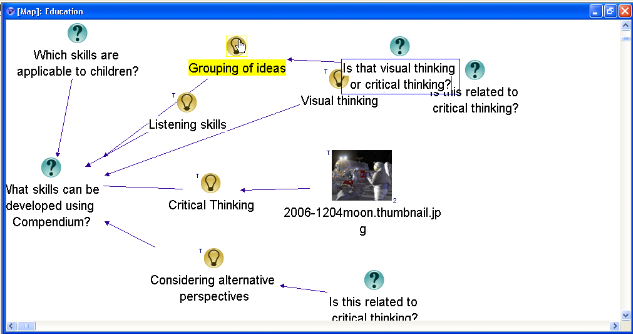 [Map]: Education
Which skills are
applicable to children?
Grouping of ideas
Is that visual thinking
or critical thinking?
Is this related to
critical thinking?
Visual thinking
T
T
Listening skills
What skills can be
developed using
Compendium?
T
Critical Thinking
T
2
2006-1204moon.thumbnail.jp
g
T
Considering alternative
perspectives
Is this related to
critical thinking?